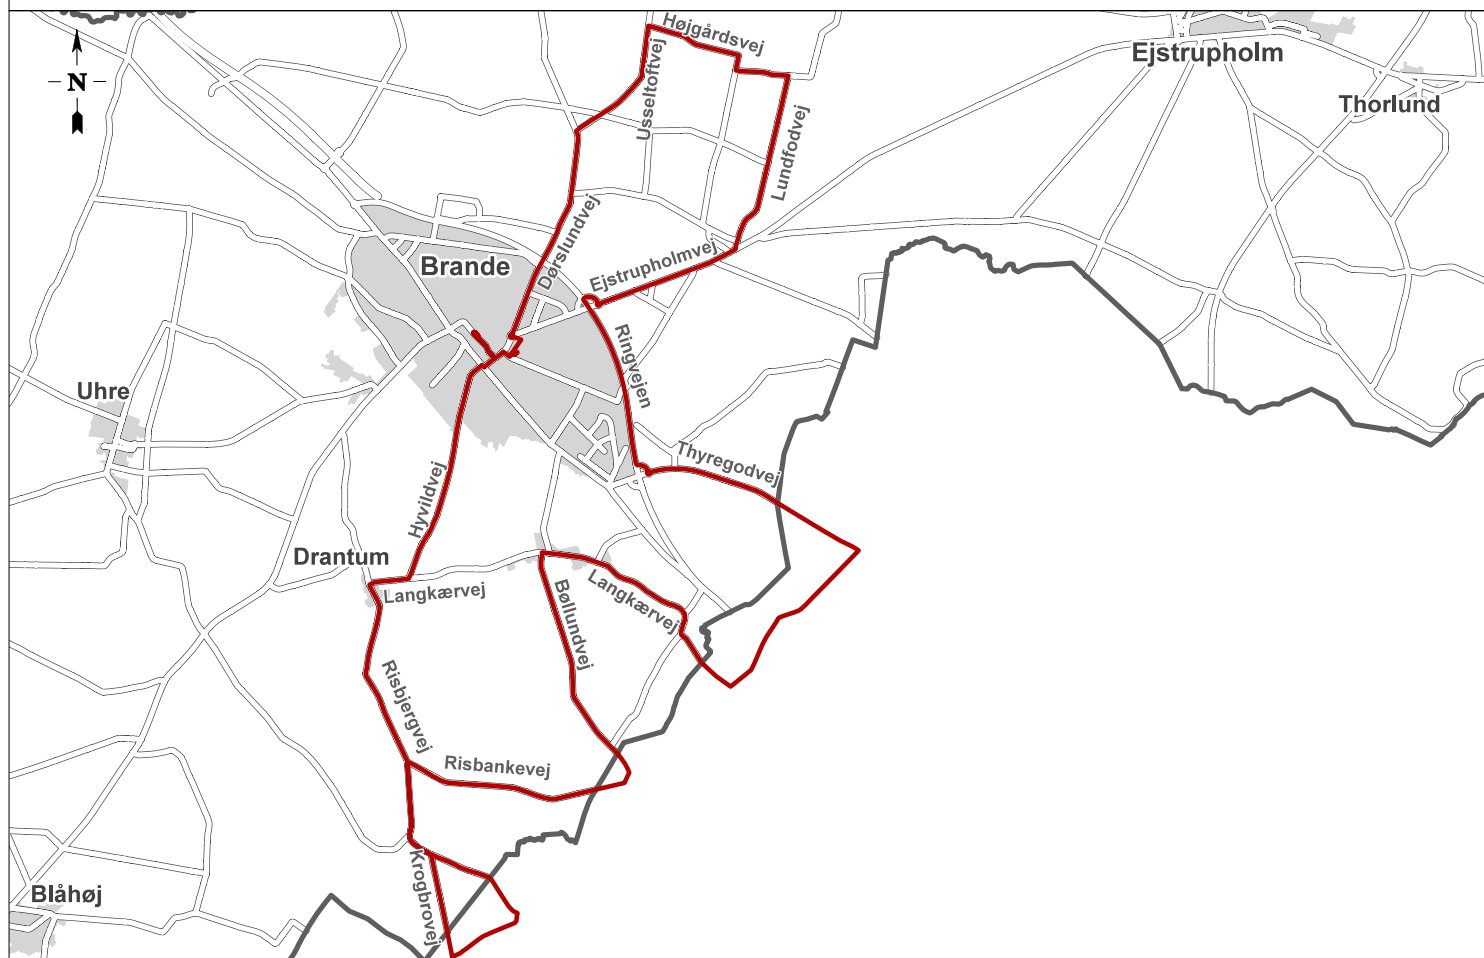 Højgårdsvej
Ejstrupholm
N
Usseltoftvej
Thorlund
Lundfodvej
Dørslundvej
Brande
Ejstrupholmvej
Ringvejen
Uhre
Thyregodvej
Hyvildvej
Drantum
Langkærvej
Bøllundvej
Langkærvej
Risbjergvej
Risbankevej
Krogbrovej
Blåhøj